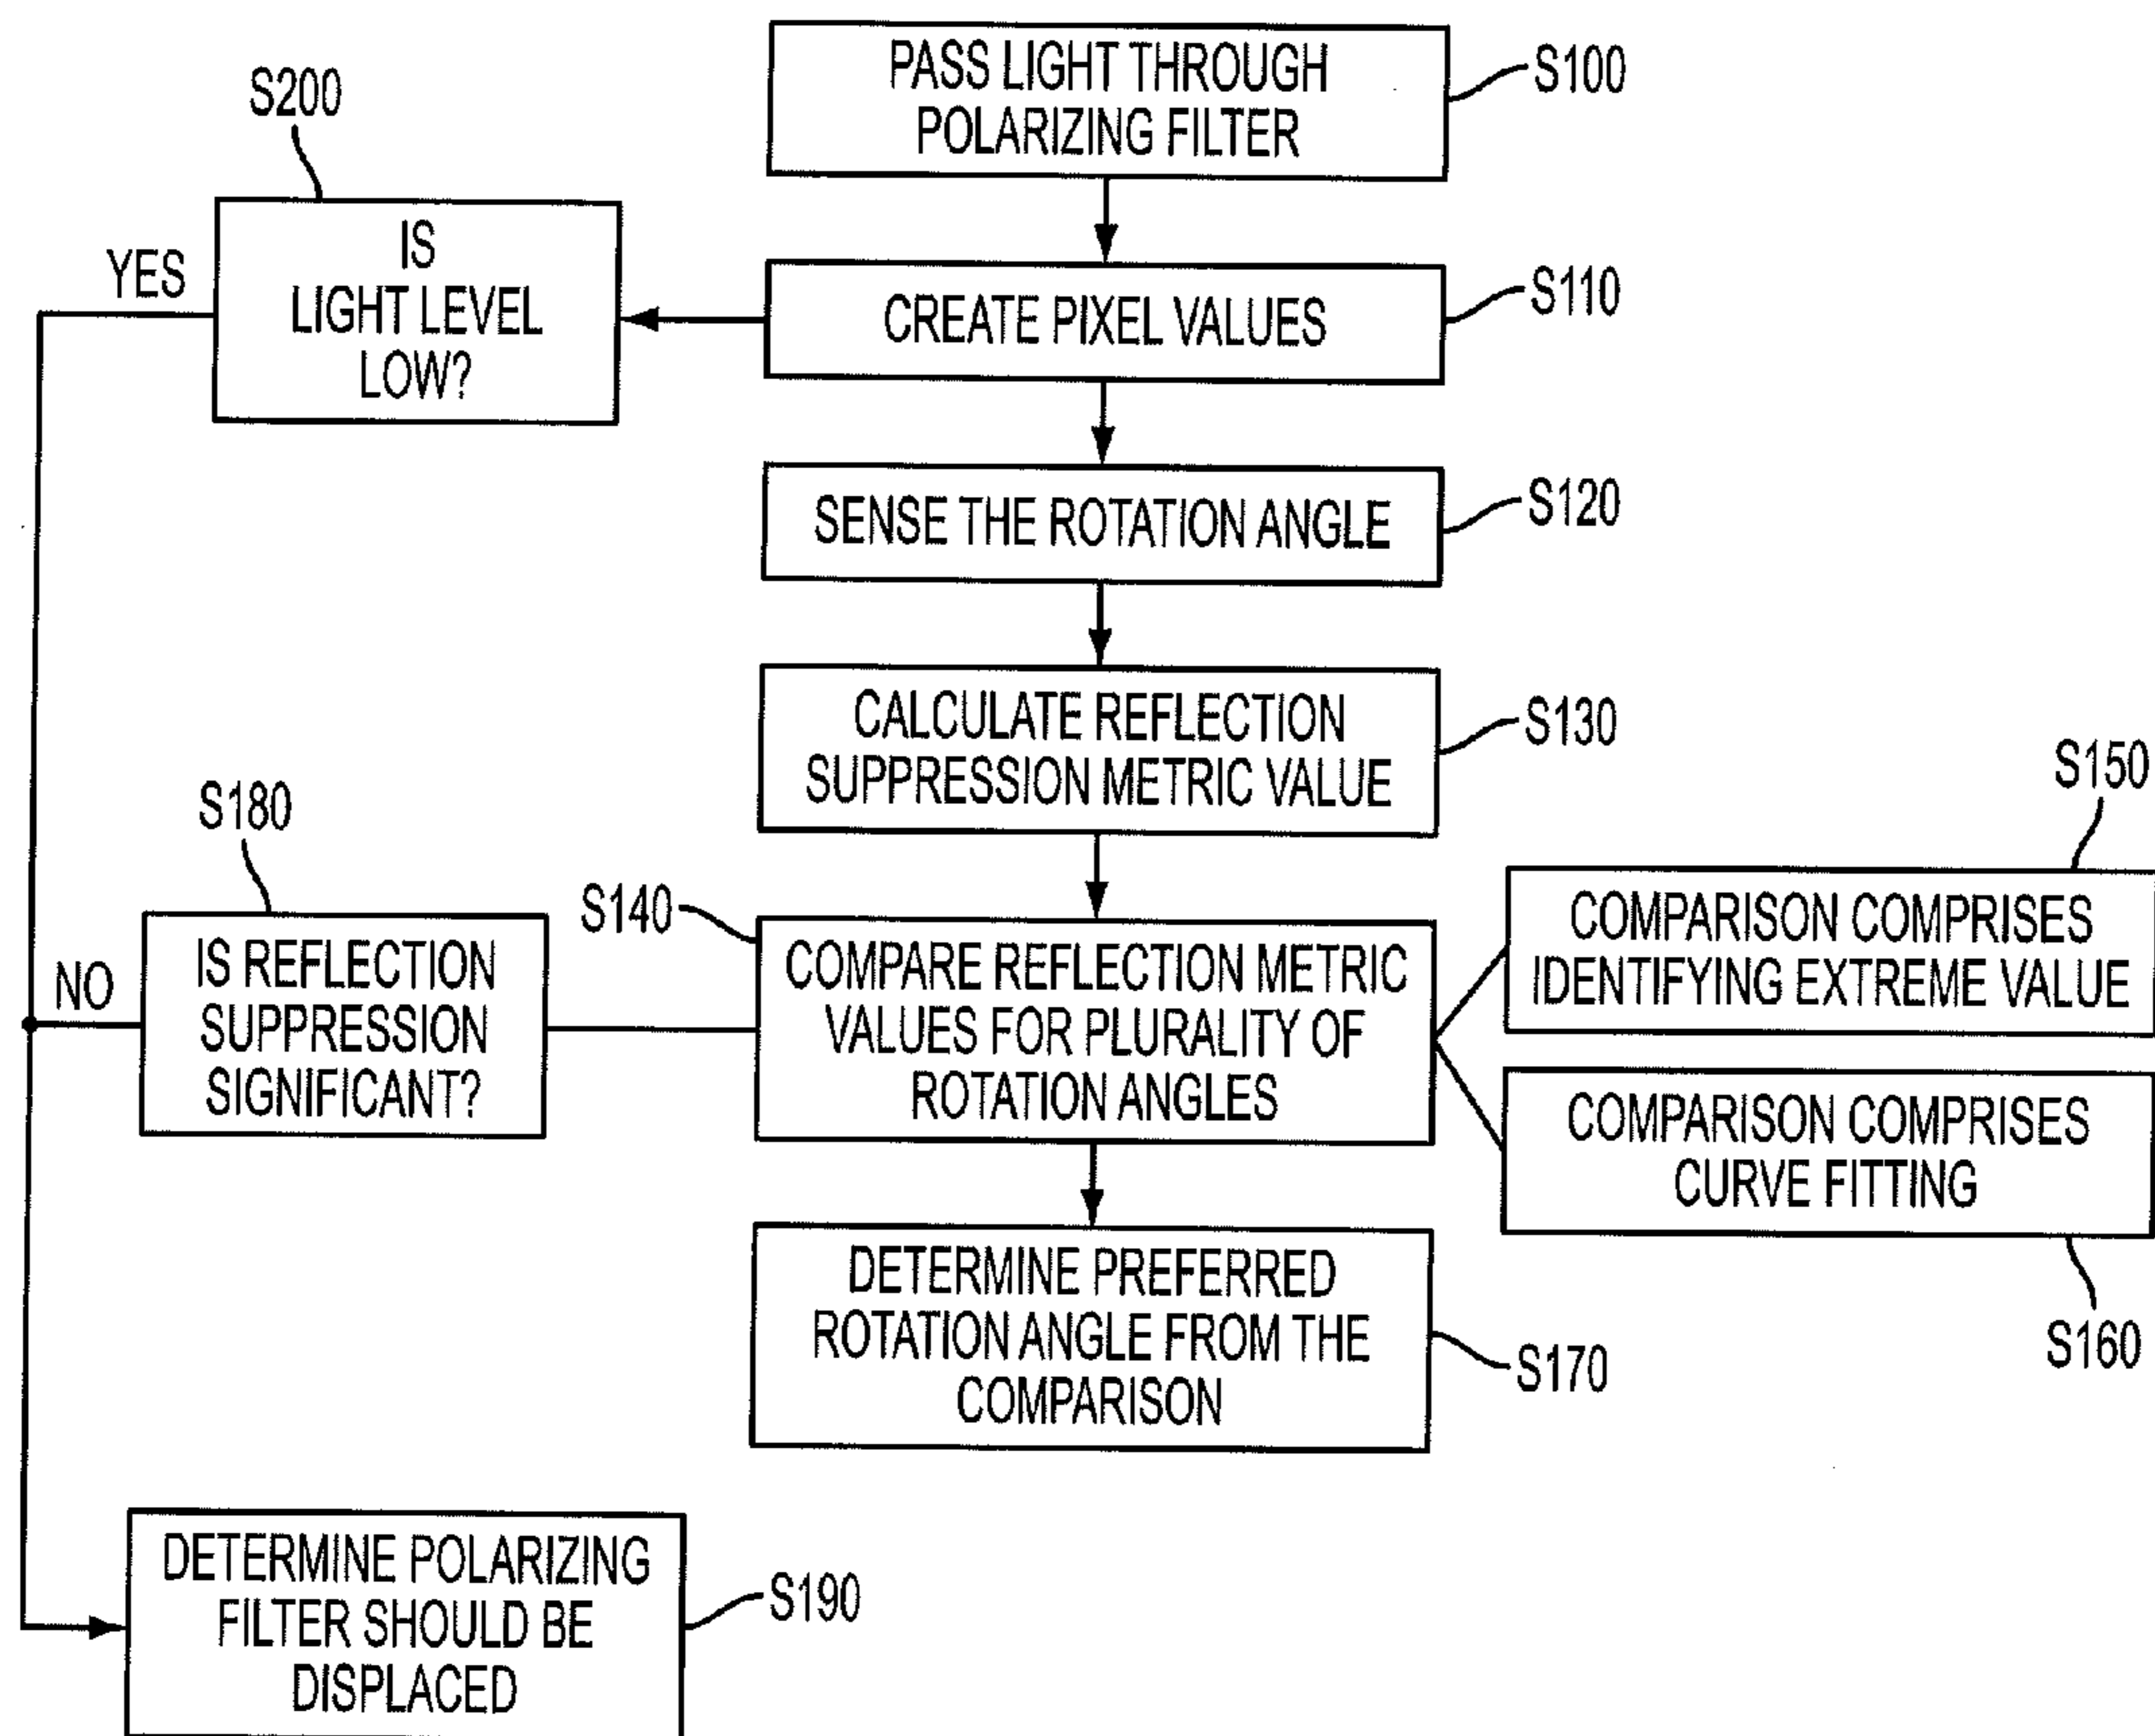 PASS LIGHT THROUGH
POLARIZING FILTER
S100
S200
IS
LIGHT LEVEL
LOW?
YES
CREATE PIXEL VALUES
S110
SENSE THE ROTATION ANGLE
S120
CALCULATE REFLECTION
SUPPRESSION METRIC VALUE
S130
S180
IS REFLECTION
SUPPRESSION
SIGNIFICANT?
NO
S140
COMPARE REFLECTION METRIC
VALUES FOR PLURALITY OF
ROTATION ANGLES
S150
COMPARISON COMPRISES
IDENTIFYING EXTREME VALUE
COMPARISON COMPRISES
CURVE FITTING
S160
DETERMINE PREFERRED
ROTATION ANGLE FROM THE
COMPARISON
S170
DETERMINE POLARIZING
FILTER SHOULD BE
DISPLACED
S190